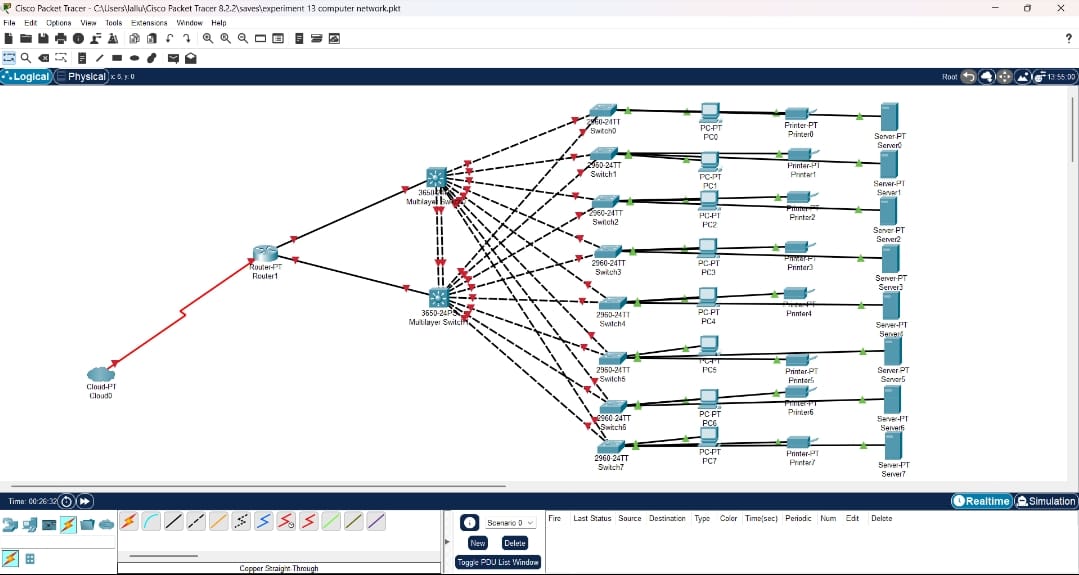 Cisco Packet Tracer - C:\Users\lallu\Cisco Packet Tracer 8.2.2\saves\experiment 13 computer network.pkt
File Edit Options View Tools Extensions Window Help
Logical Physical x: 6, y: 0 Root 13:55:00
2960-24TT
Switch0
PC-PT
PC0
Printer-PT
Printer0
Server-PT
Server0
2960-24TT
Switch1
PC-PT
PC1
Printer-PT
Printer1
Server-PT
Server1
3650-24PS
Multilayer Switch0
2960-24TT
Switch2
PC-PT
PC2
Printer-PT
Printer2
Server-PT
Server2
Router-PT
Router1
2960-24TT
Switch3
PC-PT
PC3
Printer-PT
Printer3
Server-PT
Server3
3650-24PS
Multilayer Switch1
2960-24TT
Switch4
PC-PT
PC4
Printer-PT
Printer4
Server-PT
Server4
Cloud-PT
Cloud0
2960-24TT
Switch5
PC-PT
PC5
Printer-PT
Printer5
Server-PT
Server5
2960-24TT
Switch6
PC-PT
PC6
Printer-PT
Printer6
Server-PT
Server6
2960-24TT
Switch7
PC-PT
PC7
Printer-PT
Printer7
Server-PT
Server7
Time: 00:26:32 Realtime Simulation
Scenario 0
New Delete
Toggle PDU List Window
Fire Last Status Source Destination Type Color Time(sec) Periodic Num Edit Delete
Copper Straight-Through